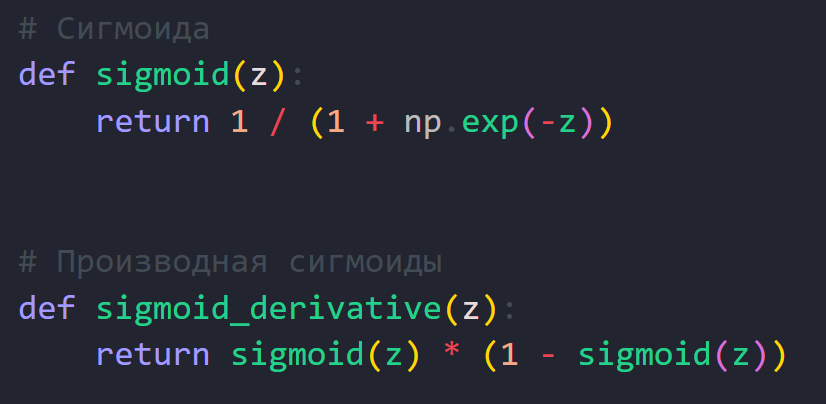 # Сигмоида
def sigmoid(z):
    return 1 / (1 + np.exp(-z))
# Производная сигмоиды
def sigmoid_derivative(z):
    return sigmoid(z) * (1 - sigmoid(z))